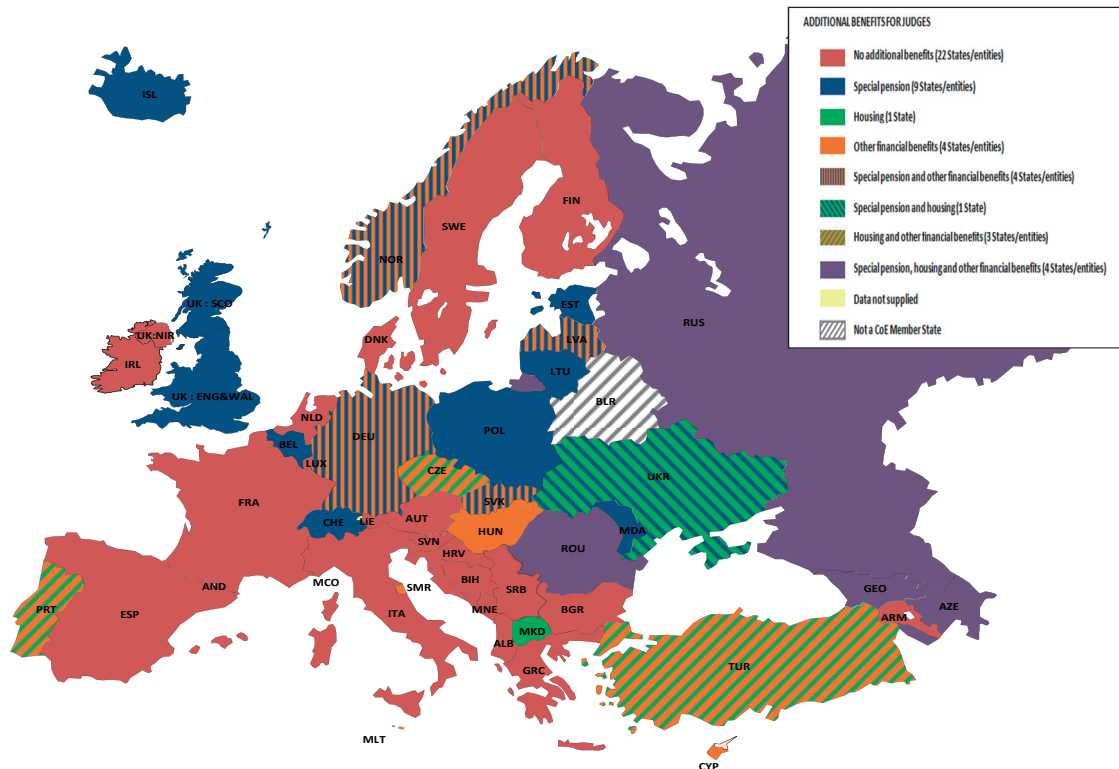 ADDITIONAL BENEFITS FOR JUDGES
No additional benefits (22 States/entities)
Special pension (9 States/entities)
Housing (1 State)
Other financial benefits (4 States/entities)
Special pension and other financial benefits (4 States/entities)
Special pension and housing (1 State)
Housing and other financial benefits (3 States/entities)
Special pension, housing and other financial benefits (4 States/entities)
Data not supplied
Not a CoE Member State
ISL
FIN
SWE
NOR
UK : SCO
EST
RUS
UK:NIR
DNK
LVA
IRL
LTU
UK : ENG&WAL
BLR
NLD
DEU
POL
BEL
LUX
CZE
UKR
FRA
SVK
CHE
LIE
AUT
HUN
MDA
SVN
ROU
HRV
AND
MCO
SMR
BIH
SRB
GEO
PRT
ESP
ITA
MNE
BGR
AZE
ARM
MKD
ALB
GRC
TUR
MLT
CYP